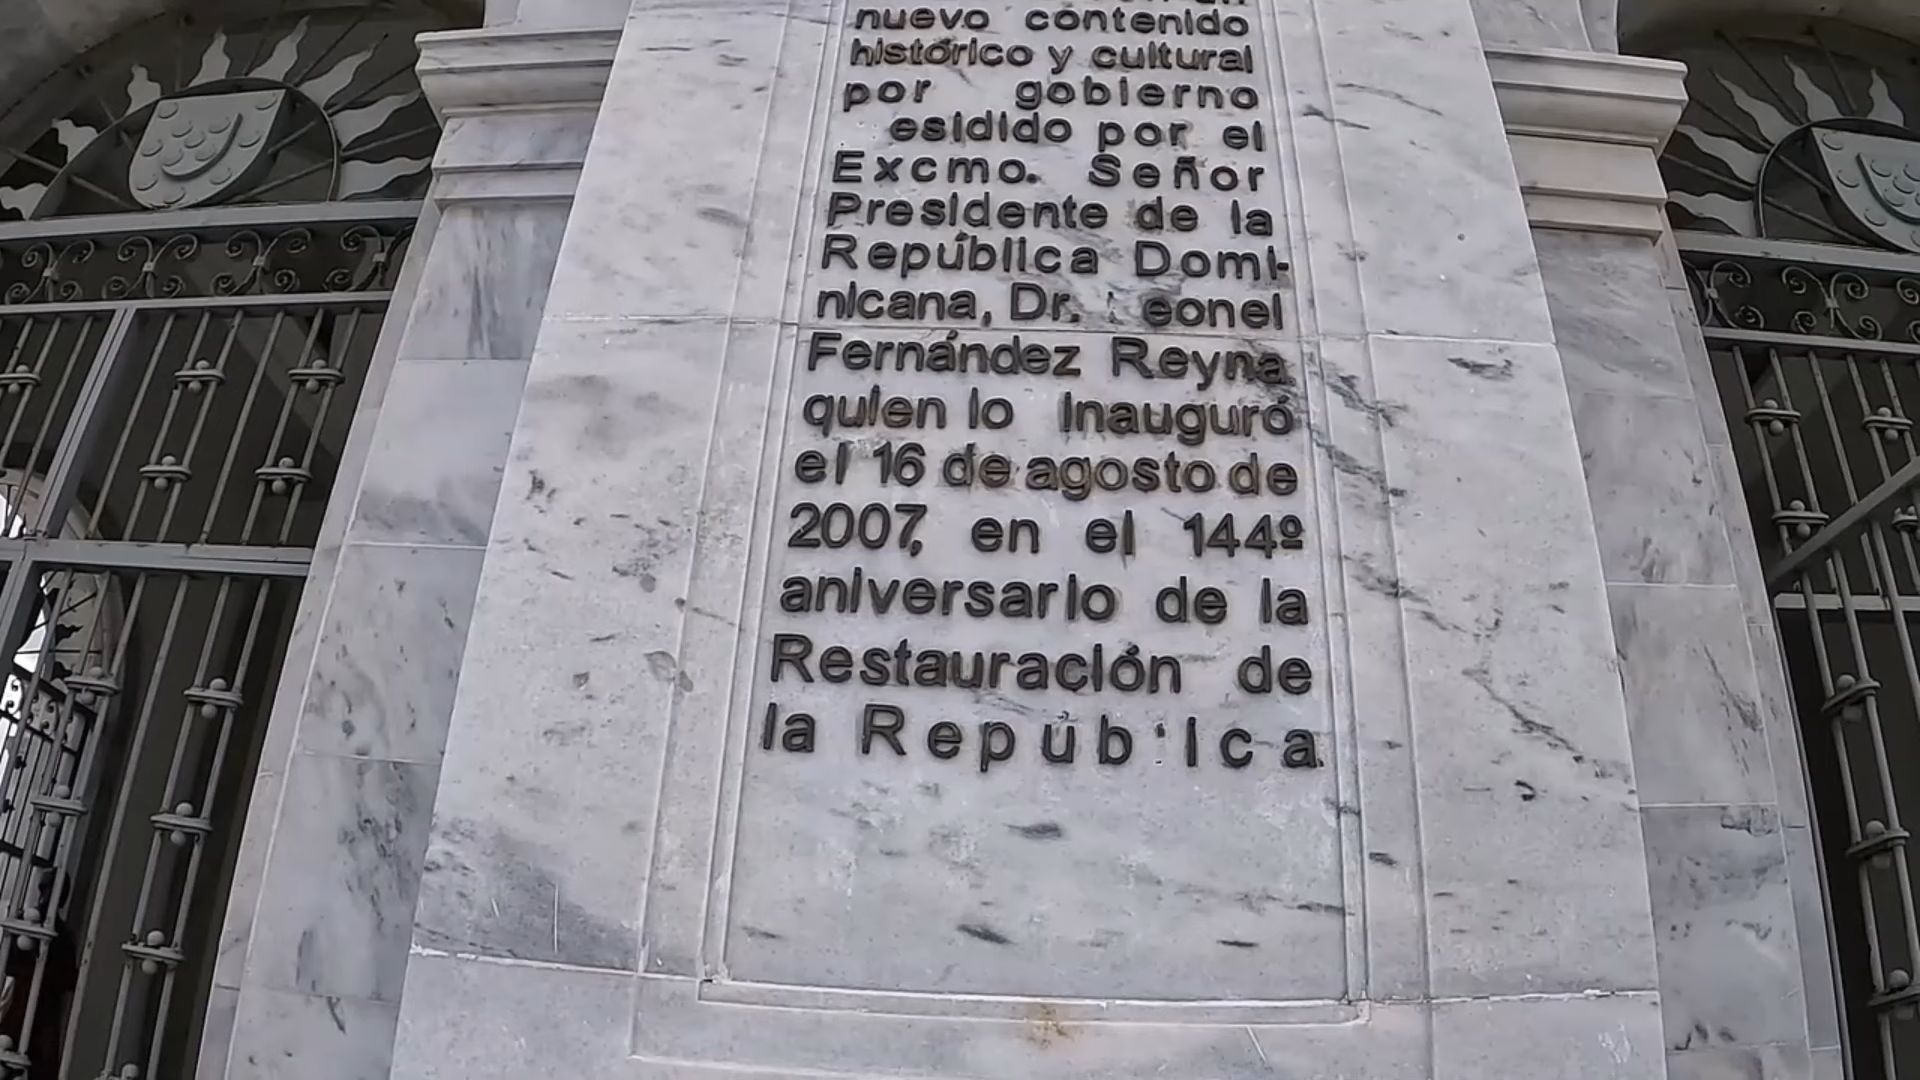 nuevo contenido
histórico y cultural
por gobierno
esidido por el
Excmo. Señor
Presidente de la
República Domi-
nicana, Dr. eonel
Fernández Reyna
quien lo inauguró
el 16 de agosto de
2007, en el 144º
aniversario de la
Restauración de
la Repúb lca